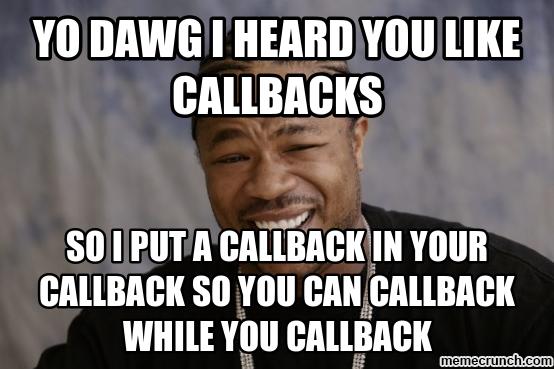 YO DAWG I HEARD YOU LIKE
CALLBACKS
SO I PUT A CALLBACK IN YOUR
CALLBACK SO YOU CAN CALLBACK
WHILE YOU CALLBACK
memecrunch.com